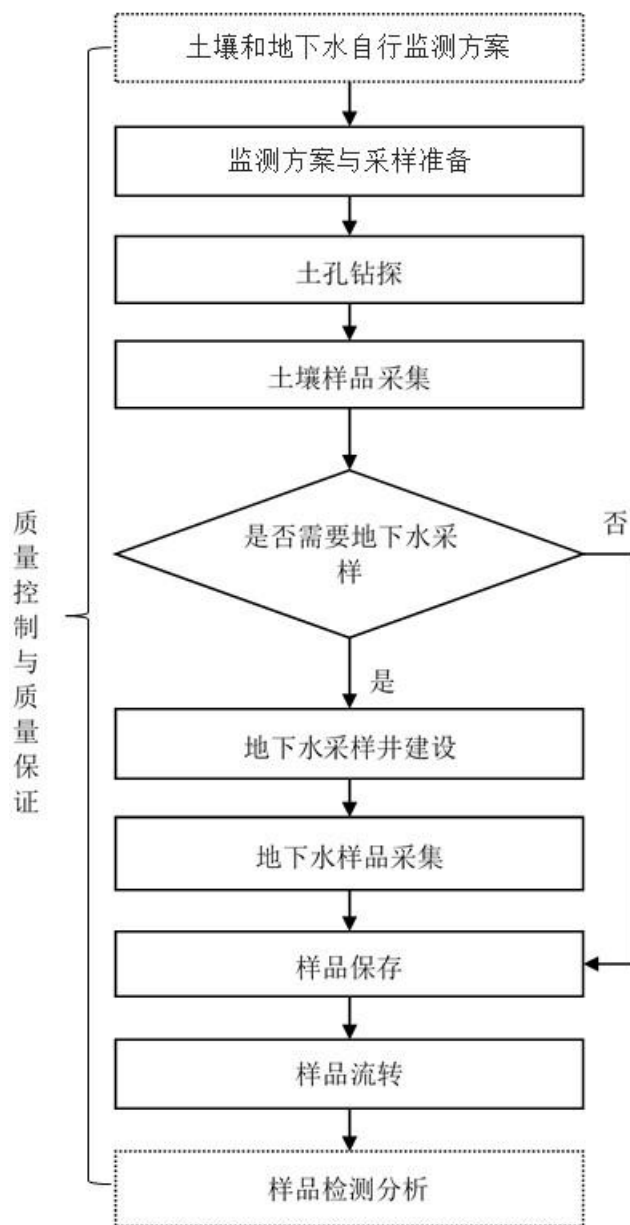 土壤和地下水自行监测方案
监测方案与采样准备
土孔钻探
土壤样品采集
是否需要地下水采
样
否
是
地下水采样井建设
地下水样品采集
样品保存
样品流转
样品检测分析
质量控制与质量保证